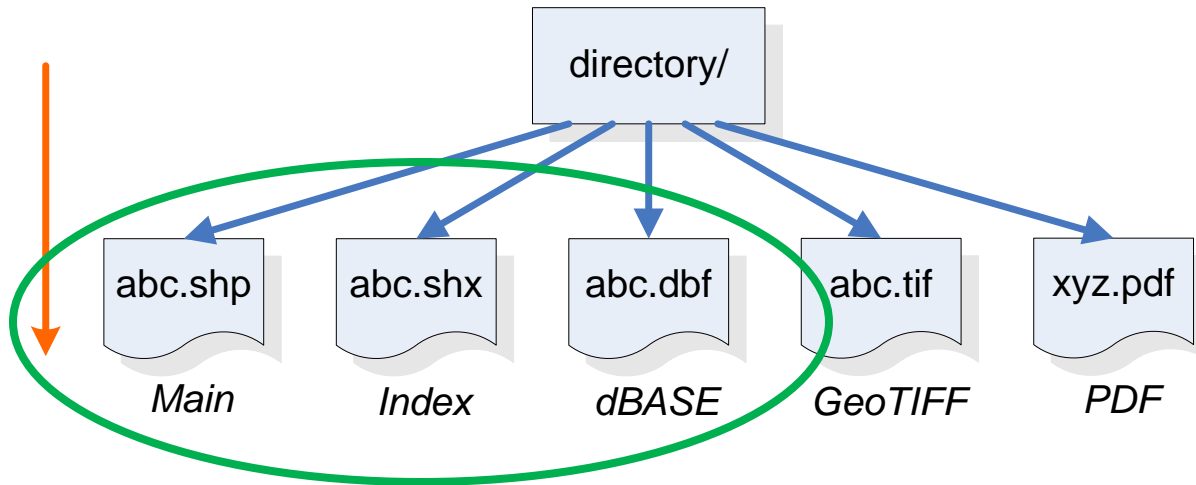 directory/
abc.shp
abc.shx
abc.dbf
abc.tif
xyz.pdf
Main
Index
dBASE
GeoTIFF
PDF